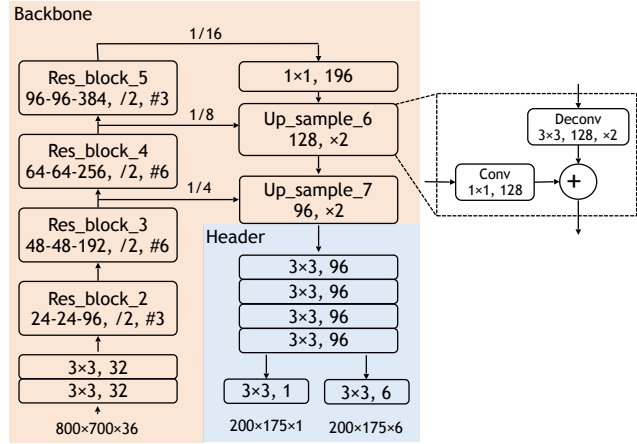 Backbone
1/16
Res_block_5
96-96-384, /2, #3
1×1, 196
1/8
Up_sample_6
128, ×2
Deconv
3×3, 128, ×2
Res_block_4
64-64-256, /2, #6
Conv
1×1, 128
+
1/4
Up_sample_7
96, ×2
Res_block_3
48-48-192, /2, #6
Header
3×3, 96
3×3, 96
3×3, 96
3×3, 96
Res_block_2
24-24-96, /2, #3
3×3, 32
3×3, 32
3×3, 1
3×3, 6
800×700×36
200×175×1
200×175×6